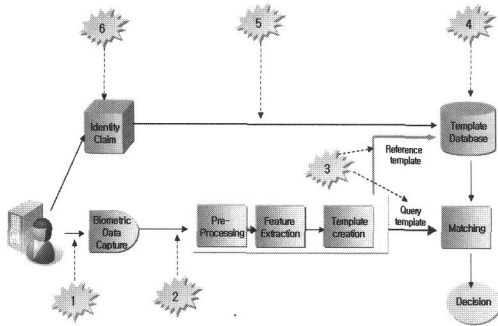 6
5
4
Identity
Claim
Template
Database
Reference
template
3
Biometric
Data
Capture
Pre-
Processing
Feature
Extraction
Template
creation
Query
template
Matching
1
2
Decision